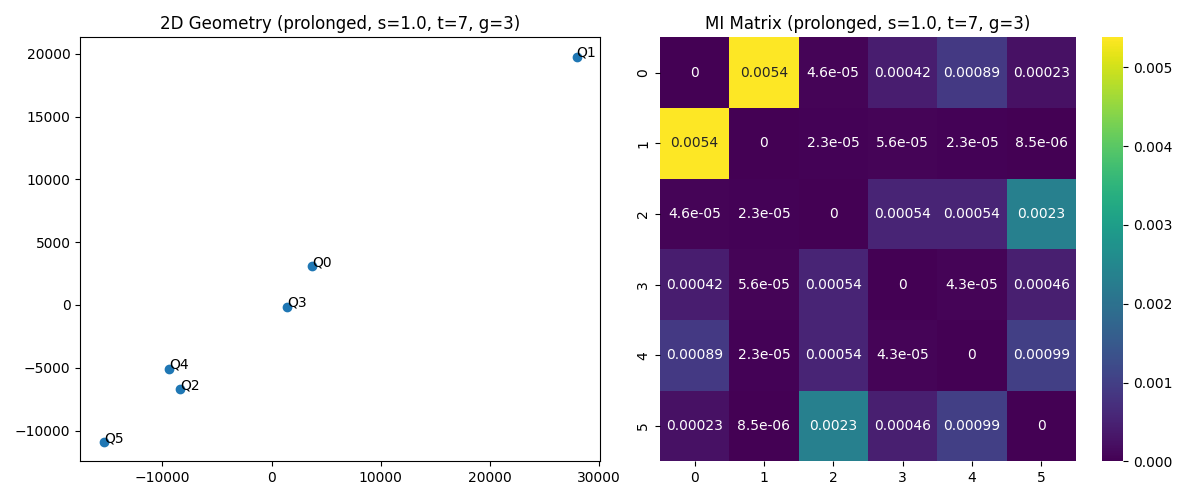 2D Geometry (prolonged, s=1.0, t=7, g=3)
20000
15000
10000
5000
0
−5000
−10000
−10000 0 10000 20000 30000
Q1
Q0
Q3
Q4
Q2
Q5
MI Matrix (prolonged, s=1.0, t=7, g=3)
0 0 0.0054 4.6e-05 0.00042 0.00089 0.00023
1 0.0054 0 2.3e-05 5.6e-05 2.3e-05 8.5e-06
2 4.6e-05 2.3e-05 0 0.00054 0.00054 0.0023
3 0.00042 5.6e-05 0.00054 0 4.3e-05 0.00046
4 0.00089 2.3e-05 0.00054 4.3e-05 0 0.00099
5 0.00023 8.5e-06 0.0023 0.00046 0.00099 0
0 1 2 3 4 5
0.005
0.004
0.003
0.002
0.001
0.000